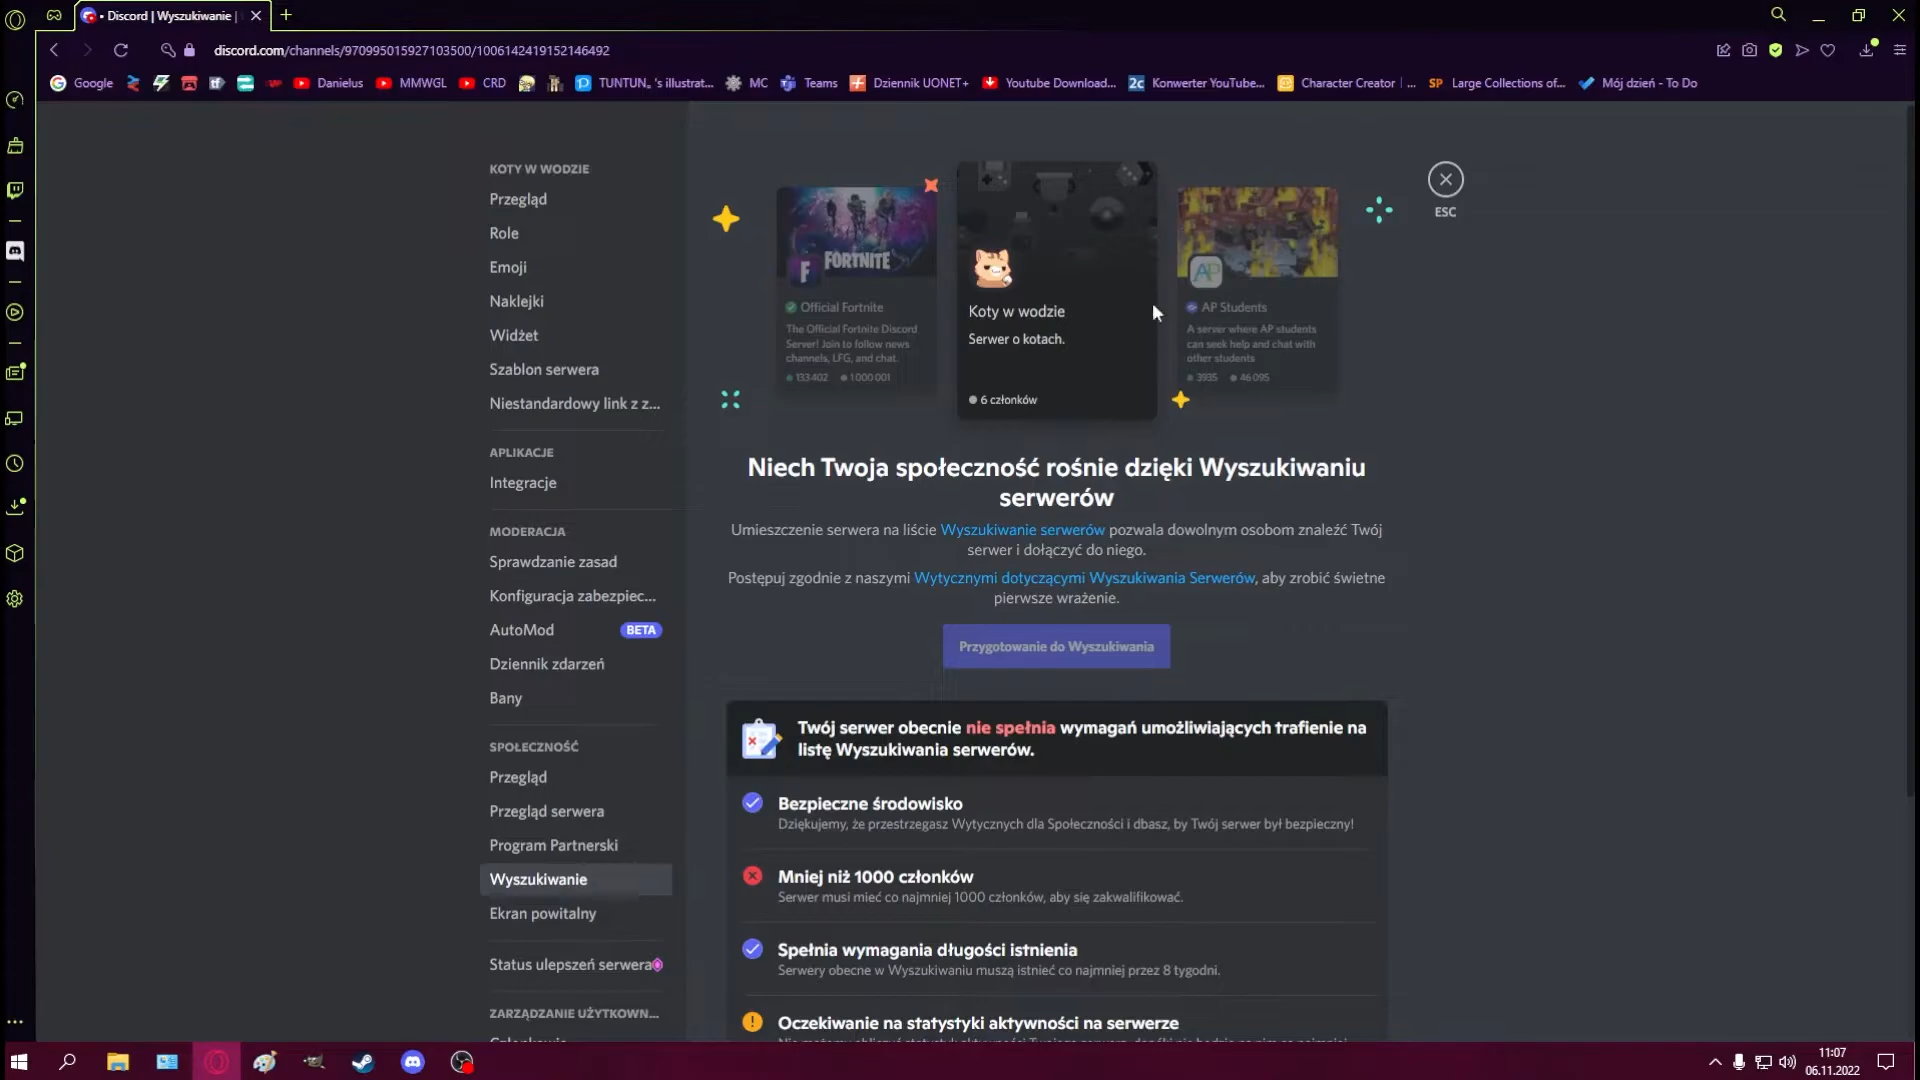 Discord | Wyszukiwanie |
discord.com/channels/970995015927103500/1006142419152146492
Google
Danielus
MMWGL
CRD
TUNTUN„ 's illustrat...
MC
Teams
Dziennik UONET+
Youtube Download...
Konwerter YouTube...
Character Creator | ...
SP
Large Collections of...
Mój dzień - To Do
KOTY W WODZIE
Przegląd
Role
Emoji
Naklejki
Widżet
Szablon serwera
Niestandardowy link z z...
APLIKACJE
Integracje
MODERACJA
Sprawdzanie zasad
Konfiguracja zabezpiec...
AutoMod
BETA
Dziennik zdarzeń
Bany
SPOŁECZNOŚĆ
Przegląd
Przegląd serwera
Program Partnerski
Wyszukiwanie
Ekran powitalny
Status ulepszeń serwera
ZARZĄDZANIE UŻYTKOWN...
FORTNITE
Official Fortnite
The Official Fortnite Discord
Server! Join to follow news
channels, LFG, and chat.
133 402
1 000 001
Koty w wodzie
Serwer o kotach.
6 członków
AP
AP Students
A server where AP students
can seek help and chat with
other students
3935
46 095
ESC
Niech Twoja społeczność rośnie dzięki Wyszukiwaniu
serwerów
Umieszczenie serwera na liście Wyszukiwanie serwerów pozwala dowolnym osobom znaleźć Twój
serwer i dołączyć do niego.
Postępuj zgodnie z naszymi Wytycznymi dotyczącymi Wyszukiwania Serwerów, aby zrobić świetne
pierwsze wrażenie.
Przygotowanie do Wyszukiwania
Twój serwer obecnie nie spełnia wymagań umożliwiających trafienie na
listę Wyszukiwania serwerów.
Bezpieczne środowisko
Dziękujemy, że przestrzegasz Wytycznych dla Społeczności i dbasz, by Twój serwer był bezpieczny!
Mniej niż 1000 członków
Serwer musi mieć co najmniej 1000 członków, aby się zakwalifikować.
Spełnia wymagania długości istnienia
Serwery obecne w Wyszukiwaniu muszą istnieć co najmniej przez 8 tygodni.
Oczekiwanie na statystyki aktywności na serwerze
11:07
06.11.2022